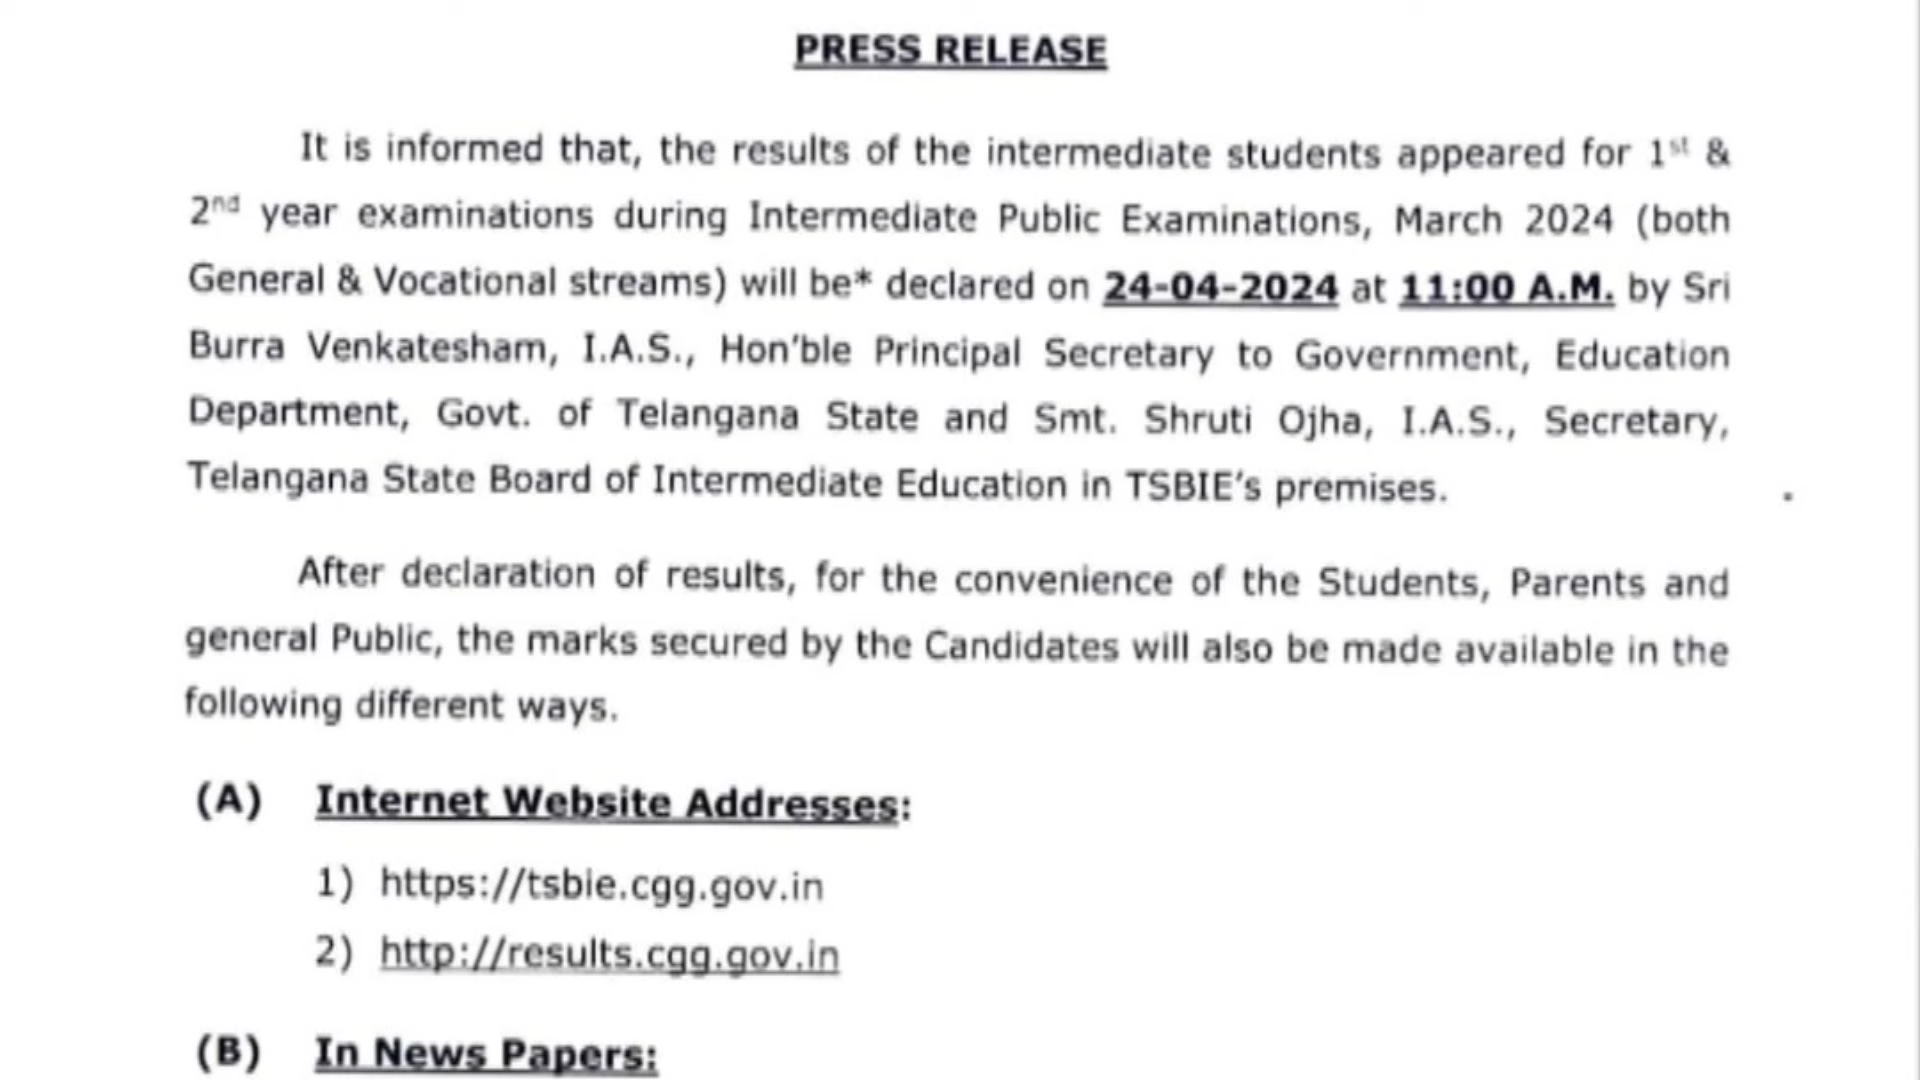 PRESS RELEASE
It is informed that, the results of the intermediate students appeared for 1st &
2nd year examinations during Intermediate Public Examinations, March 2024 (both
General & Vocational streams) will be* declared on 24-04-2024 at 11:00 A.M. by Sri
Burra Venkatesham, I.A.S., Hon'ble Principal Secretary to Government, Education
Department, Govt. of Telangana State and Smt. Shruti Ojha, I.A.S., Secretary,
Telangana State Board of Intermediate Education in TSBIE's premises.
After declaration of results, for the convenience of the Students, Parents and
general Public, the marks secured by the Candidates will also be made available in the
following different ways.
(A) Internet Website Addresses:
1) https://tsbie.cgg.gov.in
2) http://results.cgg.gov.in
(B) In News Papers: